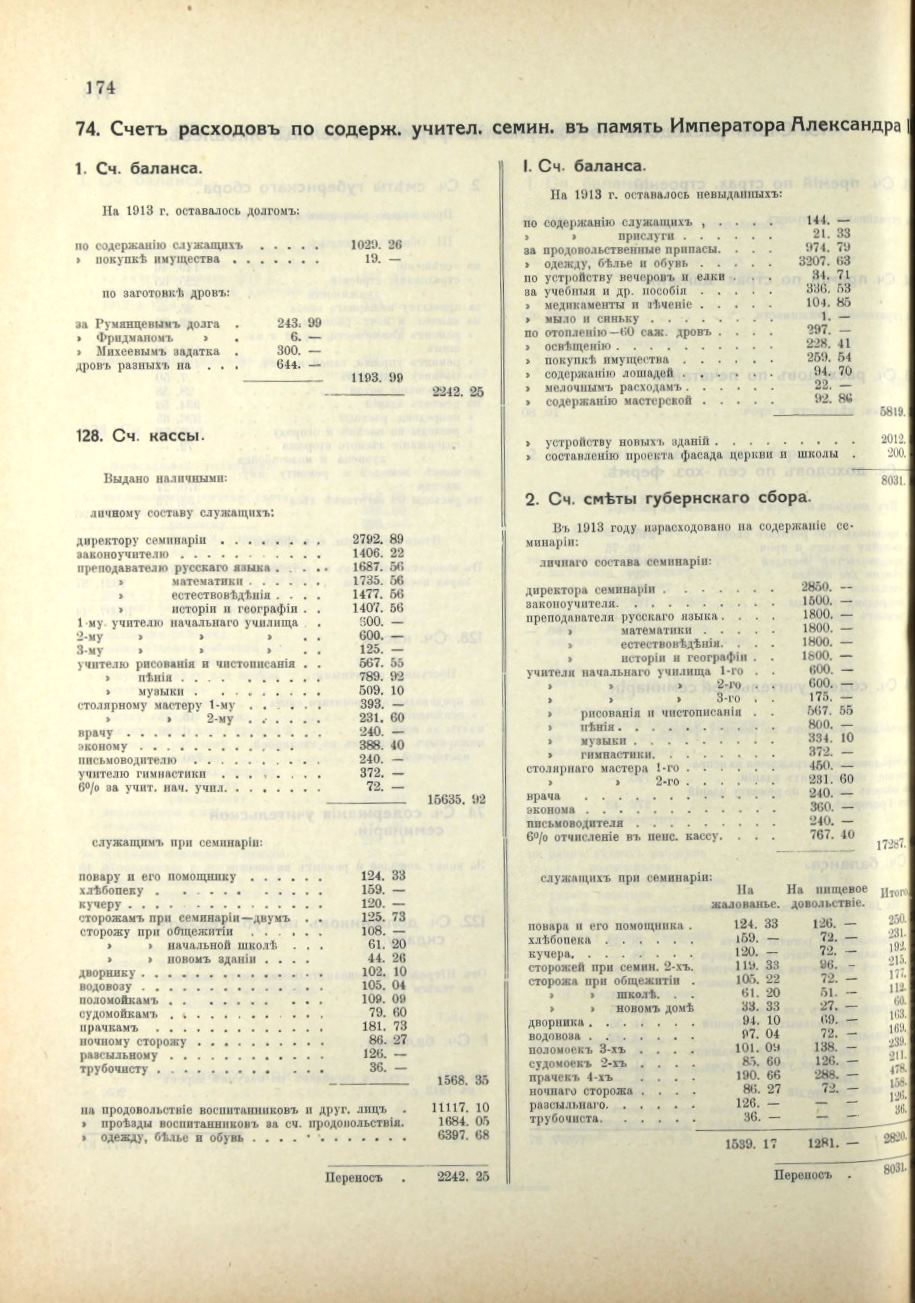 174
74. Счетъ расходовъ по содерж. учител. семин. въ память Императора Александра
1. Сч. баланса.
На 1913 г. оставалось долгомъ:
по содержанію служащихъ . . . . . 1029. 26
» покупкѣ имущества . . . . . . . 19. —
по заготовкѣ дровъ:
за Румянцевымъ долга . 243. 99
» Фридманомъ » . 6. —
» Михеевымъ задатка . 300. —
дровъ разныхъ на . . . 644. —
1193. 99
2242. 25
128. Сч. кассы.
Выдано наличными:
личному составу служащихъ:
директору семинаріи . . . . . . . . 2792. 89
законоучителю . . . . . . . . . . . 1406. 22
преподавателю русскаго языка . . . . . 1687. 56
» математики . . . . . . 1735. 56
» естествовѣдѣнія . . . . 1477. 56
» исторіи и географіи . . 1407. 56
1-му учителю начальнаго училища . . 600. —
2-му » » » . . 600. —
3-му » » » . . 125. —
учителю рисованія и чистописанія . . 567. 55
» пѣнія . . . . . . . . . . 789. 92
» музыки . . . . . . . . . 509. 10
столярному мастеру 1-му . . . . . . 393. —
» » 2-му . . . . . . 231. 60
врачу . . . . . . . . . . . . . . 240. —
эконому . . . . . . . . . . . . 388. 40
письмоводителю . . . . . . . . . 240. —
учителю гимнастики . . . . . . . . 372. —
6% за учит. нач. учил. . . . . . . . 72. —
15635. 92
служащимъ при семинаріи:
повару и его помощнику . . . . . . 124. 33
хлѣбопеку . . . . . . . . . . . 159. —
кучеру . . . . . . . . . . . . . . 120. —
сторожамъ при семинаріи—двумъ . . 125. 73
сторожу при общежитіи . . . . . . 108. —
» » начальной школѣ . . . 61. 20
» » новомъ зданіи . . . . 44. 26
дворнику . . . . . . . . . . . . . 102. 10
водовозу . . . . . . . . . . . . . 105. 04
поломойкамъ . . . . . . . . . . 109. 09
судомойкамъ . . . . . . . . . . . 79. 60
прачкамъ . . . . . . . . . . . . 181. 73
ночному сторожу . . . . . . . . . . 86. 27
разсыльному . . . . . . . . . . . 126. —
трубочисту . . . . . . . . . . . . 36. —
1568. 35
на продовольствіе воспитанниковъ и друг. лицъ . 11117. 10
» проѣзды воспитанниковъ за сч. продовольствія. 1684. 05
» одежду, бѣлье и обувь . . . . . . . . . . . . 6397. 68
Переносъ . 2242. 25
I. Сч. баланса.
На 1913 г. оставалось невыданныхъ:
по содержанію служащихъ , . . . . 144. —
» прислуги . . . . . . 21. 33
за продовольственные припасы. . . . 974. 79
» одежду, бѣлье и обувь . . . . . 3207. 63
по устройству вечеровъ и елки . . . 34. 71
за учебныя и др. пособія . . . . . 336. 53
» медикаменты и лѣченіе . . . . . 104. 85
» мыло и синьку . . . . . . . . 1. —
по отопленію—60 саж. дровъ . . . . 297. —
» освѣщенію . . . . . . . . . . 228. 41
» покупкѣ имущества . . . . . . 259. 54
» содержанію лошадей . . . . . . 94. 70
» мелочнымъ расходамъ . . . . . . 22. —
» содержанію мастерской . . . . . 92. 86
5819.
» устройству новыхъ зданій . . . . . . . . . 2012.
» составленію проекта фасада церкви и школы . 200.
8031.
2. Сч. смѣты губернскаго сбора.
Въ 1913 году израсходовано на содержаніе се-
минаріи:
личнаго состава семинаріи:
директора семинаріи . . . . . . . 2850. —
законоучителя. . . . . . . . . . 1500. —
преподавателя русскаго языка . . . . 1800. —
» математики . . . . . 1800. —
» естествовѣдѣнія. . . . 1800. —
» исторіи и географіи . . 1800. —
учителя начальнаго училища 1-го . . 600. —
» » » 2-го . . 600. —
» » » 3-го . . 175. —
» рисованія и чистописанія . . 567. 55
» пѣнія . . . . . . . . . . 800. —
» музыки . . . . . . . . . 334. 10
» гимнастики. . . . . . . . 372. —
столярнаго мастера 1-го . . . . . . 450. —
» » 2-го . . . . . . 231. 60
врача . . . . . . . . . . . . 240. —
эконома . . . . . . . . . . . . 360. —
письмоводителя . . . . . . . . . 240. —
6% отчисленіе въ пенс. кассу. . . . 767. 40
17287.
служащихъ при семинаріи:
На жалованье. На пищевое довольствіе. Итого
повара и его помощника . 124. 33 126. — 250.
хлѣбопека . . . . . . 159. — 72. — 231.
кучера. . . . . . . . 120. — 72. — 192.
сторожей при семин. 2-хъ. 119. 33 96. — 215.
сторожа при общежитіи . 105. 22 72. — 177.
» » школѣ. . . 61. 20 51. — 112.
» » новомъ домѣ 33. 33 27. — 60.
дворника . . . . . . . 94. 10 69. — 163.
водовоза . . . . . . . 97. 04 72. — 169.
поломоекъ 3-хъ . . . . 101. 09 138. — 239.
судомоекъ 2-хъ . . . . 85. 60 126. — 211.
прачекъ 4-хъ . . . . 190. 66 288. — 478.
ночнаго сторожа . . . . 86. 27 72. — 158.
разсыльнаго. . . . . . 126. — — — 126.
трубочиста. . . . . . 36. — — — 36.
1539. 17 1281. — 2820.
Переносъ . 8031.